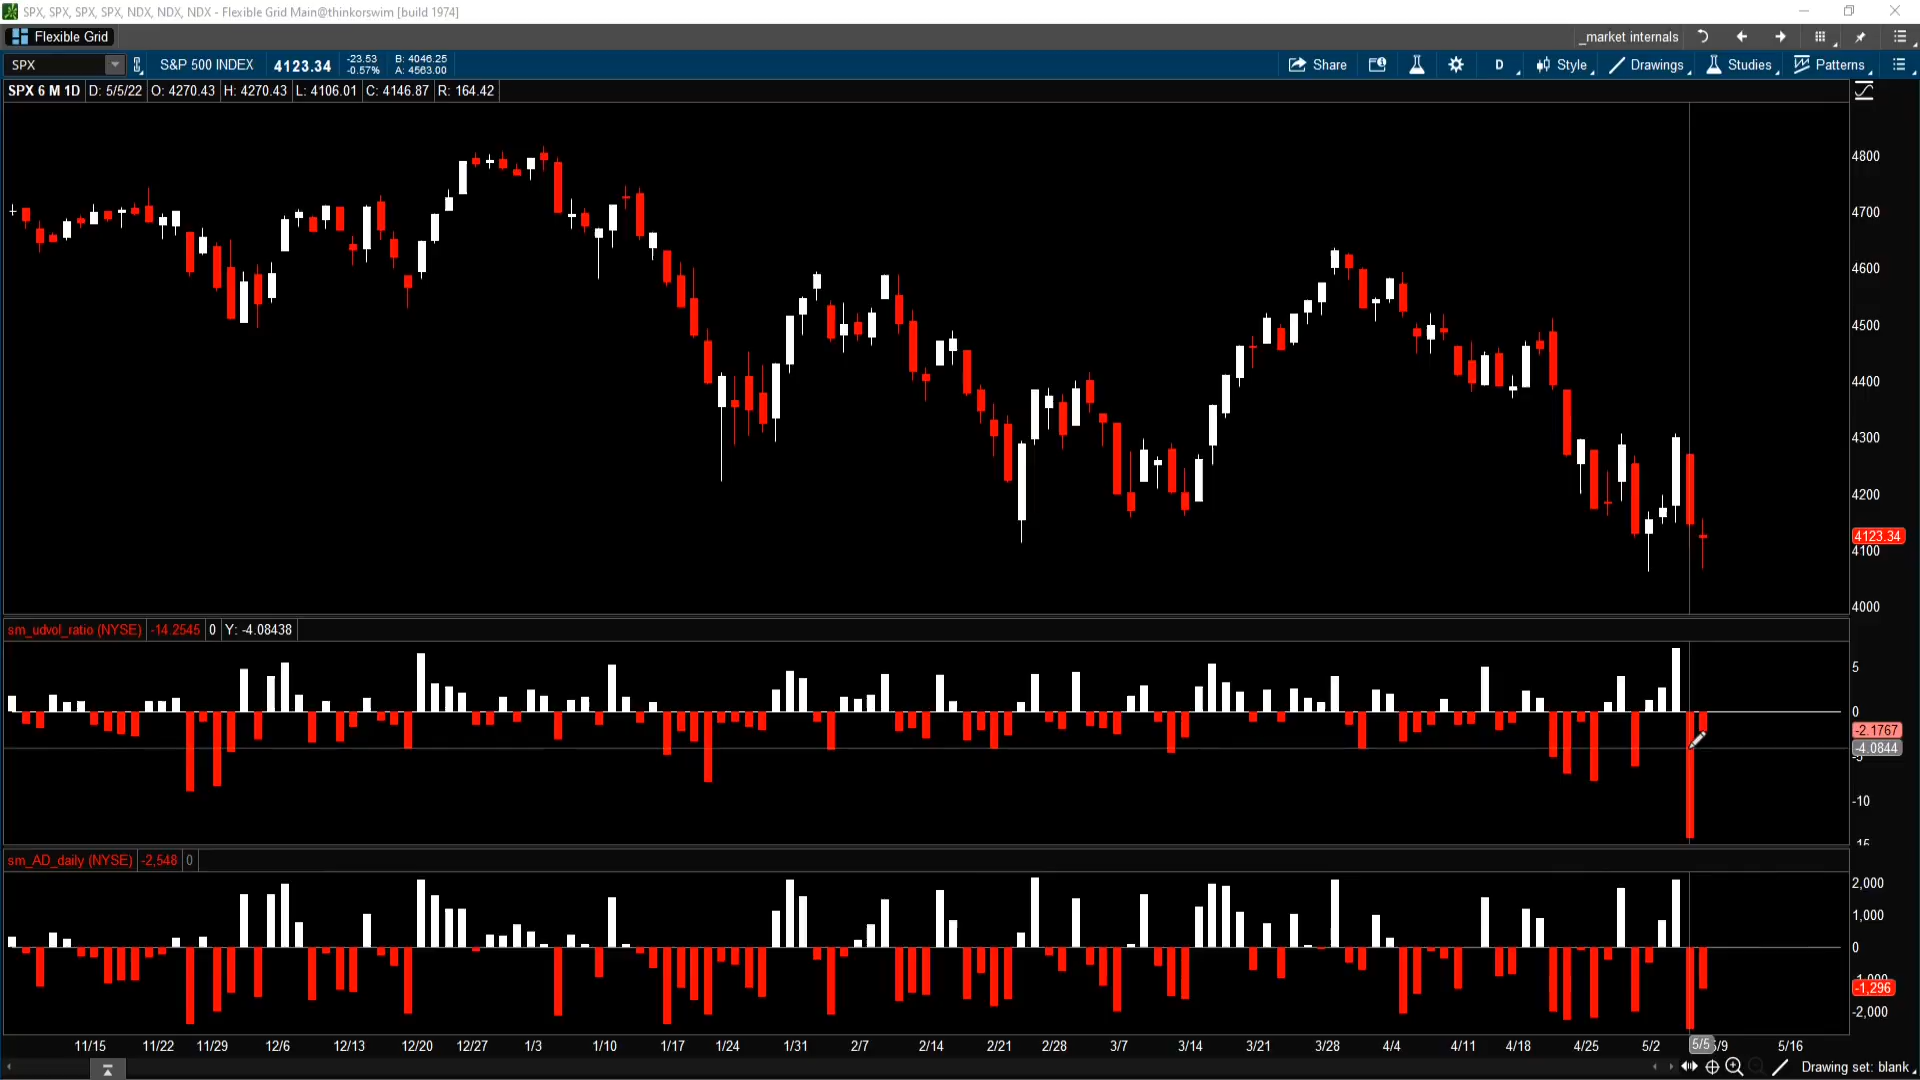 SPX, SPX, SPX, SPX, NDX, NDX, NDX - Flexible Grid Main@thinkorswim [build 1974]
Flexible Grid
_market internals
SPX
S&P 500 INDEX
4123.34
-23.53
-0.57%
B: 4046.25
A: 4563.00
Share
D
Style
Drawings
Studies
Patterns
SPX 6 M 1D
D: 5/5/22
O: 4270.43
H: 4270.43
L: 4106.01
C: 4146.87
R: 164.42
4800
4700
4600
4500
4400
4300
4200
4123.34
4100
4000
sm_udvol_ratio (NYSE)
-14.2545
0
Y: -4.08438
5
0
-2.1767
-4.0844
-5
-10
-15
sm_AD_daily (NYSE)
-2,548
0
2,000
1,000
0
-1,000
-1,296
-2,000
11/15
11/22
11/29
12/6
12/13
12/20
12/27
1/3
1/10
1/17
1/24
1/31
2/7
2/14
2/21
2/28
3/7
3/14
3/21
3/28
4/4
4/11
4/18
4/25
5/2
5/5
5/9
5/16
Drawing set: blank